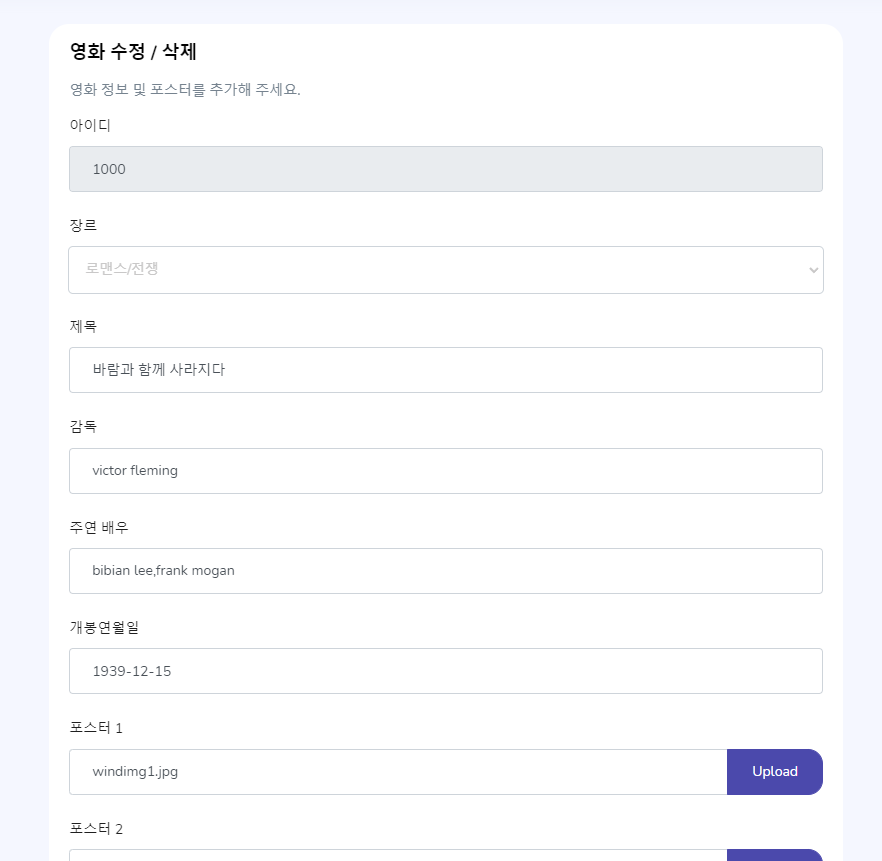 영화 수정 / 삭제
영화 정보 및 포스터를 추가해 주세요.
아이디
1000
장르
로맨스/전쟁
제목
바람과 함께 사라지다
감독
victor fleming
주연 배우
bibian lee,frank mogan
개봉연월일
1939-12-15
포스터 1
windimg1.jpg Upload
포스터 2